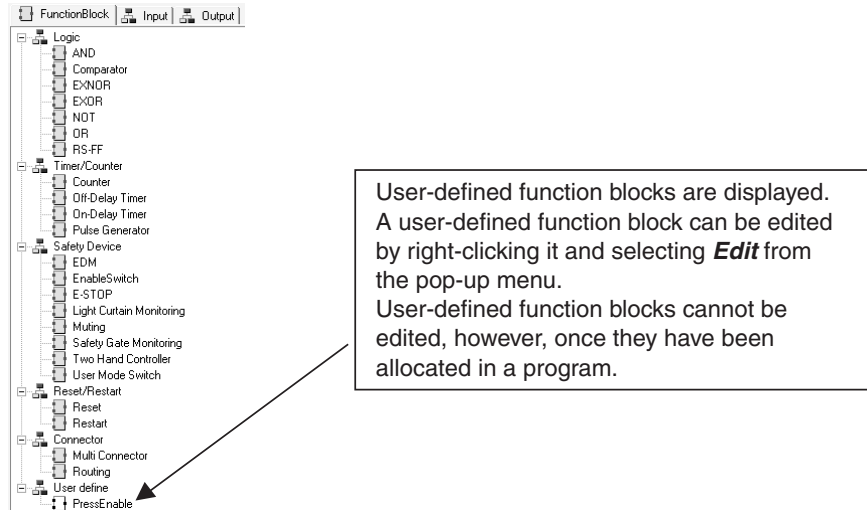 FunctionBlock Input Output
Logic
AND
Comparator
EXNOR
EXOR
NOT
OR
RS-FF
Timer/Counter
Counter
Off-Delay Timer
On-Delay Timer
Pulse Generator
Safety Device
EDM
EnableSwitch
E-STOP
Light Curtain Monitoring
Muting
Safety Gate Monitoring
Two Hand Controller
User Mode Switch
Reset/Restart
Reset
Restart
Connector
Multi Connector
Routing
User define
PressEnable
User-defined function blocks are displayed.
A user-defined function block can be edited
by right-clicking it and selecting Edit from
the pop-up menu.
User-defined function blocks cannot be
edited, however, once they have been
allocated in a program.